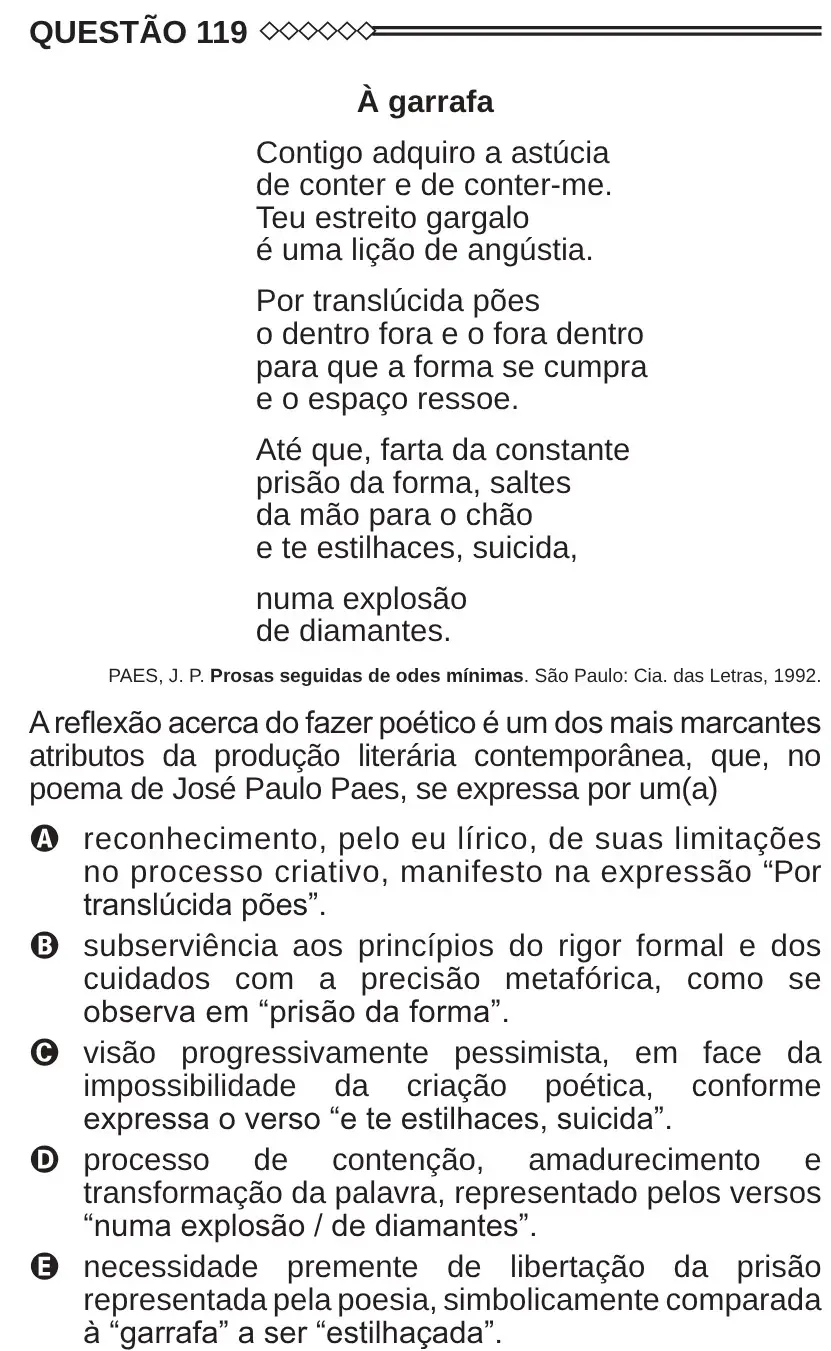 QUESTÃO 119
À garrafa
Contigo adquiro a astúcia
de conter e de conter-me.
Teu estreito gargalo
é uma lição de angústia.
Por translúcida pões
o dentro fora e o fora dentro
para que a forma se cumpra
e o espaço ressoe.
Até que, farta da constante
prisão da forma, saltes
da mão para o chão
e te estilhaces, suicida,
numa explosão
de diamantes.
PAES, J. P. Prosas seguidas de odes mínimas. São Paulo: Cia. das Letras, 1992.
A reflexão acerca do fazer poético é um dos mais marcantes
atributos da produção literária contemporânea, que, no
poema de José Paulo Paes, se expressa por um(a)
A reconhecimento, pelo eu lírico, de suas limitações
no processo criativo, manifesto na expressão “Por
translúcida pões”.
B subserviência aos princípios do rigor formal e dos
cuidados com a precisão metafórica, como se
observa em “prisão da forma”.
C visão progressivamente pessimista, em face da
impossibilidade da criação poética, conforme
expressa o verso “e te estilhaces, suicida”.
D processo de contenção, amadurecimento e
transformação da palavra, representado pelos versos
“numa explosão / de diamantes”.
E necessidade premente de libertação da prisão
representada pela poesia, simbolicamente comparada
à “garrafa” a ser “estilhaçada”.